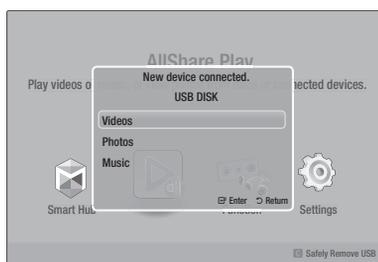 AllShare Play
New device connected.
Play videos o nected devices.
USB DISK
Videos
Photos
Music
Enter Return
Smart Hub Function Settings
Safely Remove USB